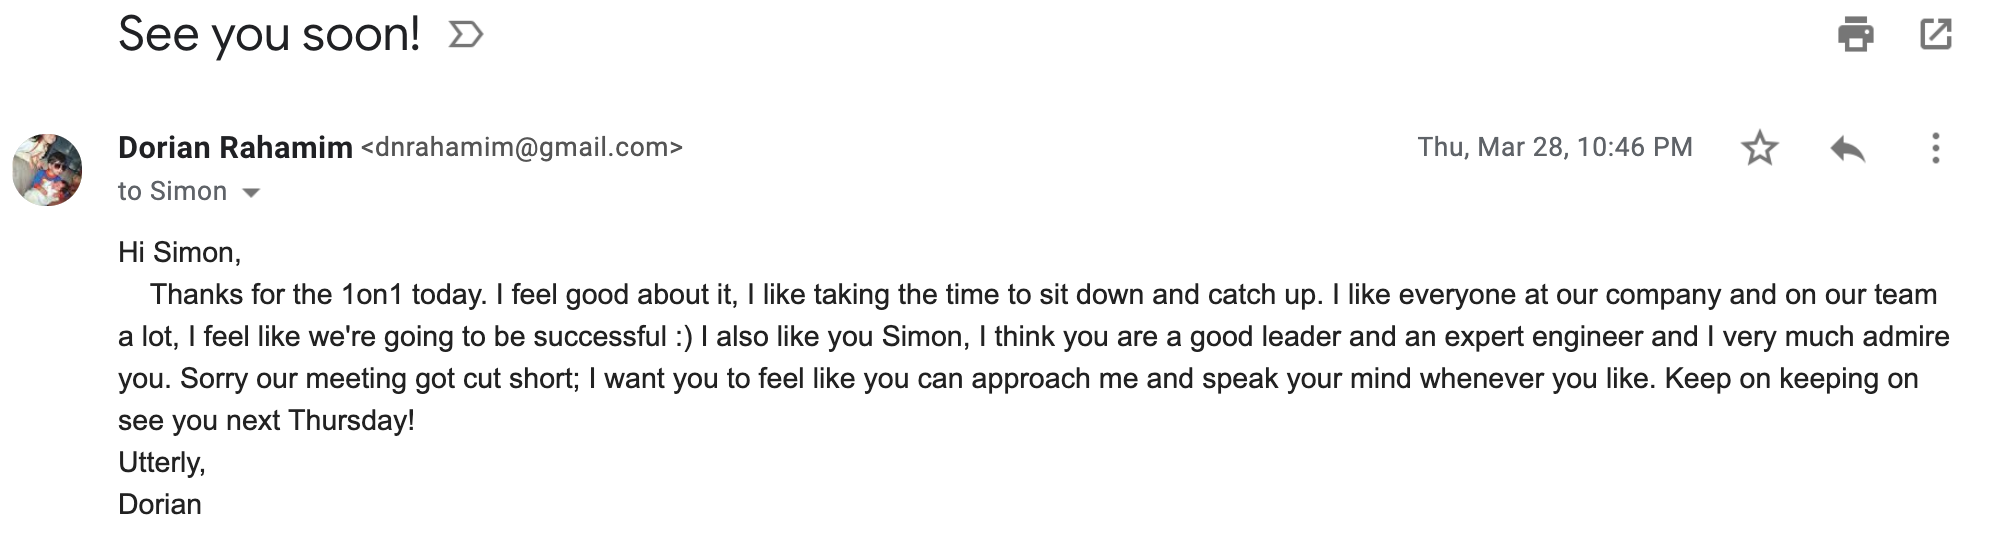 See you soon!
Dorian Rahamim <dnrahamim@gmail.com> Thu, Mar 28, 10:46 PM
to Simon
Hi Simon,
Thanks for the 1on1 today. I feel good about it, I like taking the time to sit down and catch up. I like everyone at our company and on our team
a lot, I feel like we're going to be successful :) I also like you Simon, I think you are a good leader and an expert engineer and I very much admire
you. Sorry our meeting got cut short; I want you to feel like you can approach me and speak your mind whenever you like. Keep on keeping on
see you next Thursday!
Utterly,
Dorian